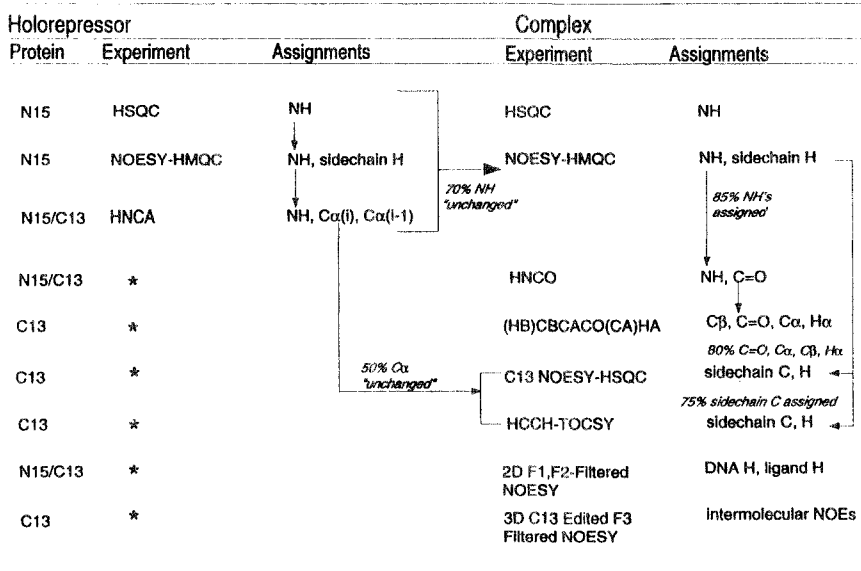 Holorepressor Complex
Protein Experiment Assignments Experiment Assignments
N15 HSQC NH HSQC NH
N15 NOESY-HMQC NH, sidechain H NOESY-HMQC NH, sidechain H
70% NH
"unchanged"
85% NH's
assigned
N15/C13 HNCA NH, Cα(i), Cα(i-1)
N15/C13 * HNCO NH, C=O
C13 * (HB)CBCACO(CA)HA Cβ, C=O, Cα, Hα
80% C=O, Cα, Cβ, Hα
50% Cα
"unchanged"
C13 * C13 NOESY-HSQC sidechain C, H
75% sidechain C assigned
C13 * HCCH-TOCSY sidechain C, H
N15/C13 * 2D F1,F2-Filtered DNA H, ligand H
NOESY
C13 * 3D C13 Edited F3 intermolecular NOEs
Filtered NOESY